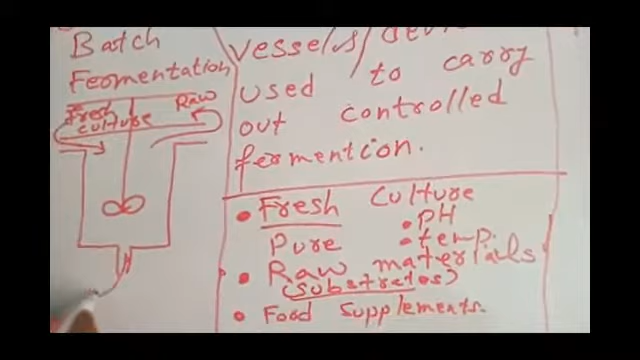 Batch
Feomentation
Fresh
culture
Raw
vessels/
used to carry
out controlled
fermention.
• Fresh culture
Pure
• PH
• temp.
• Raw materials
(substrates)
• Food supplements.